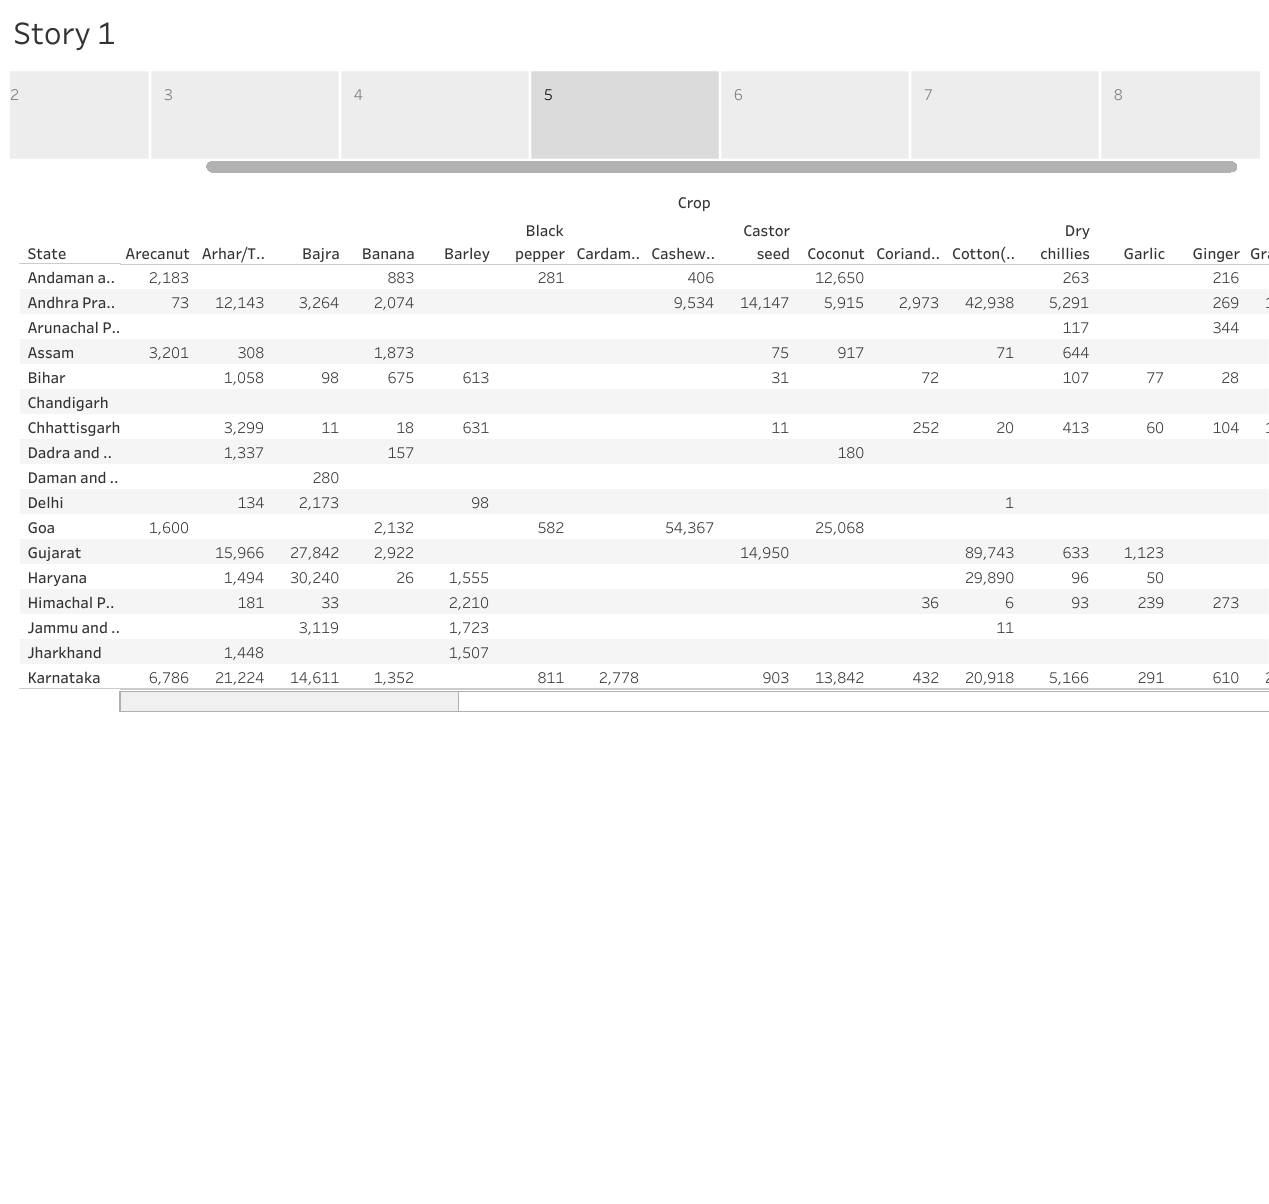 Story 1
2 3 4 5 6 7 8
Crop
Black Castor Dry
State Arecanut Arhar/T.. Bajra Banana Barley pepper Cardam.. Cashew.. seed Coconut Coriand.. Cotton(.. chillies Garlic Ginger Gra
Andaman a.. 2,183 883 281 406 12,650 263 216
Andhra Pra.. 73 12,143 3,264 2,074 9,534 14,147 5,915 2,973 42,938 5,291 269 1
Arunachal P.. 117 344
Assam 3,201 308 1,873 75 917 71 644
Bihar 1,058 98 675 613 31 72 107 77 28
Chandigarh
Chhattisgarh 3,299 11 18 631 11 252 20 413 60 104 1
Dadra and .. 1,337 157 180
Daman and .. 280
Delhi 134 2,173 98 1
Goa 1,600 2,132 582 54,367 25,068
Gujarat 15,966 27,842 2,922 14,950 89,743 633 1,123
Haryana 1,494 30,240 26 1,555 29,890 96 50
Himachal P.. 181 33 2,210 36 6 93 239 273
Jammu and .. 3,119 1,723 11
Jharkhand 1,448 1,507
Karnataka 6,786 21,224 14,611 1,352 811 2,778 903 13,842 432 20,918 5,166 291 610 2